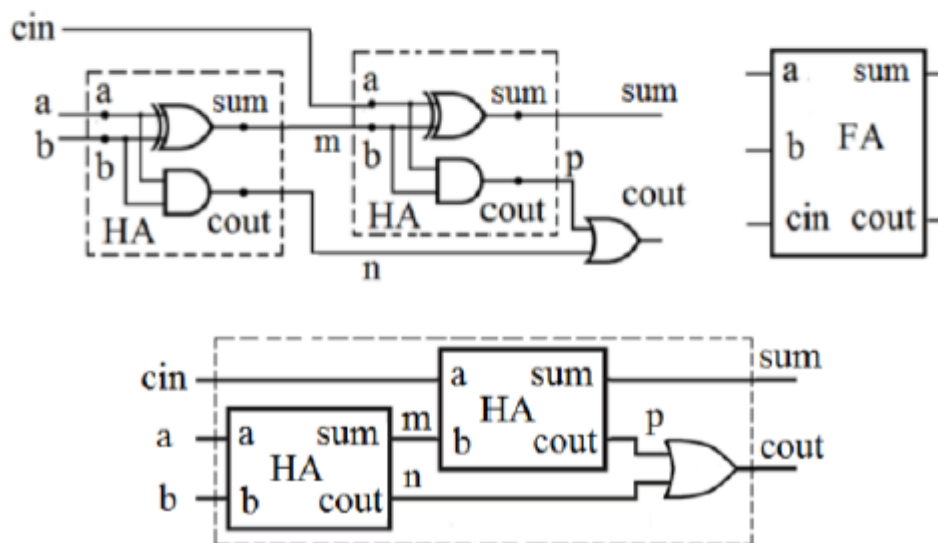 cin
a a sum a sum sum a sum
b b m b p b FA
HA cout HA cout cout cin cout
n
cin a sum sum
a a sum m b HA cout p cout
b b HA cout n